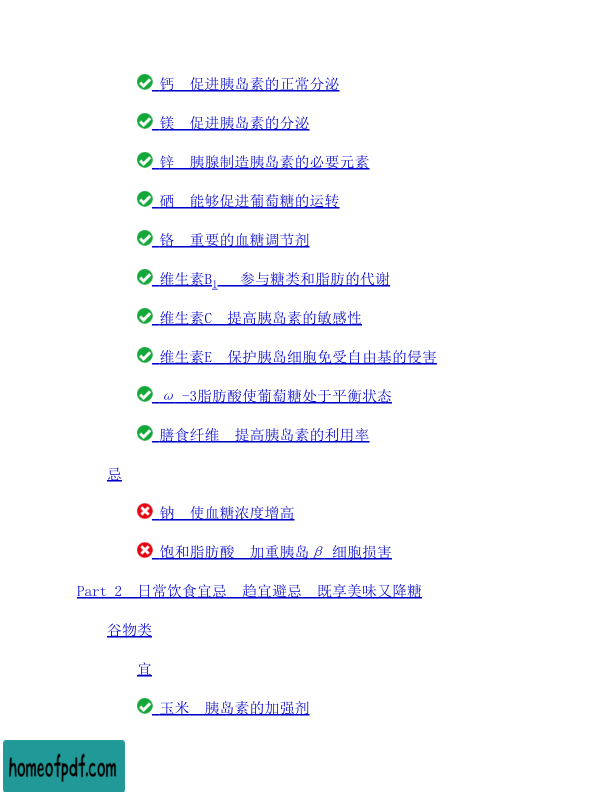 钙　促进胰岛素的正常分泌
镁　促进胰岛素的分泌
锌　胰腺制造胰岛素的必要元素
硒　能够促进葡萄糖的运转
铬　重要的血糖调节剂
维生素B1　参与糖类和脂肪的代谢
维生素C　提高胰岛素的敏感性
维生素E　保护胰岛细胞免受自由基的侵害
ω-3脂肪酸使葡萄糖处于平衡状态
膳食纤维　提高胰岛素的利用率
忌
钠　使血糖浓度增高
饱和脂肪酸　加重胰岛β细胞损害
Part 2　日常饮食宜忌　趋宜避忌　既享美味又降糖
谷物类
宜
玉米　胰岛素的加强剂
homeofpdf.com